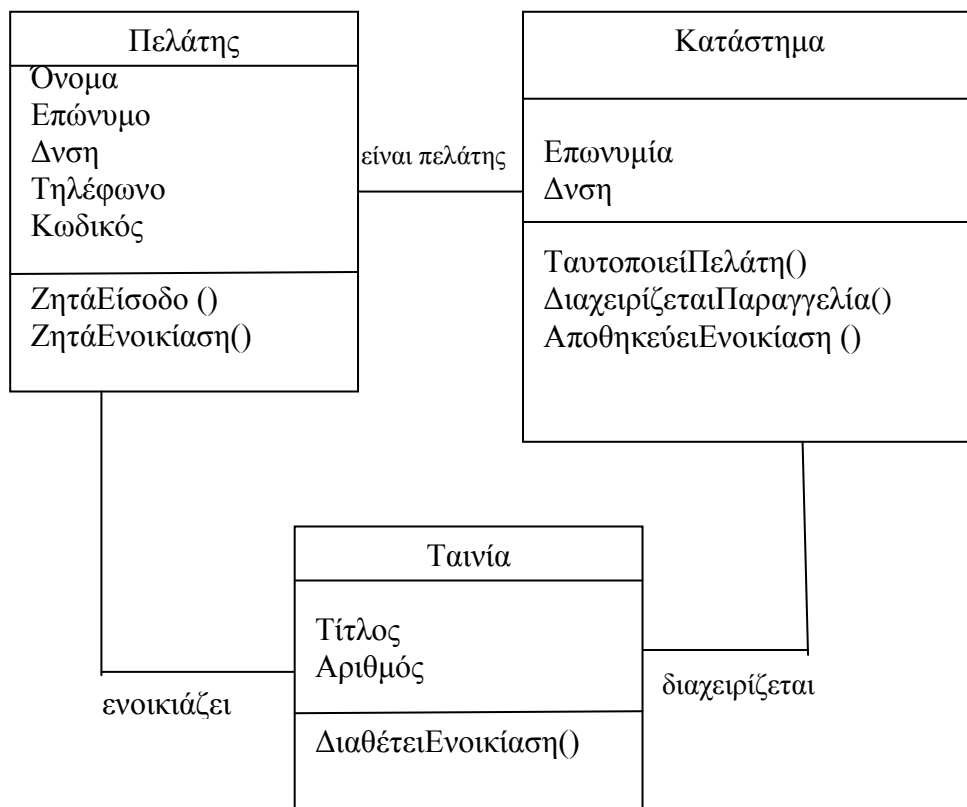 Πελάτης
Όνομα
Επώνυμο
Δνση
Τηλέφωνο
Κωδικός
ΖητάΕίσοδο ()
ΖητάΕνοικίαση()
είναι πελάτης
Κατάστημα
Επωνυμία
Δνση
ΤαυτοποιείΠελάτη()
ΔιαχειρίζεταιΠαραγγελία()
ΑποθηκεύειΕνοικίαση ()
ενοικιάζει
Ταινία
Τίτλος
Αριθμός
ΔιαθέτειΕνοικίαση()
διαχειρίζεται